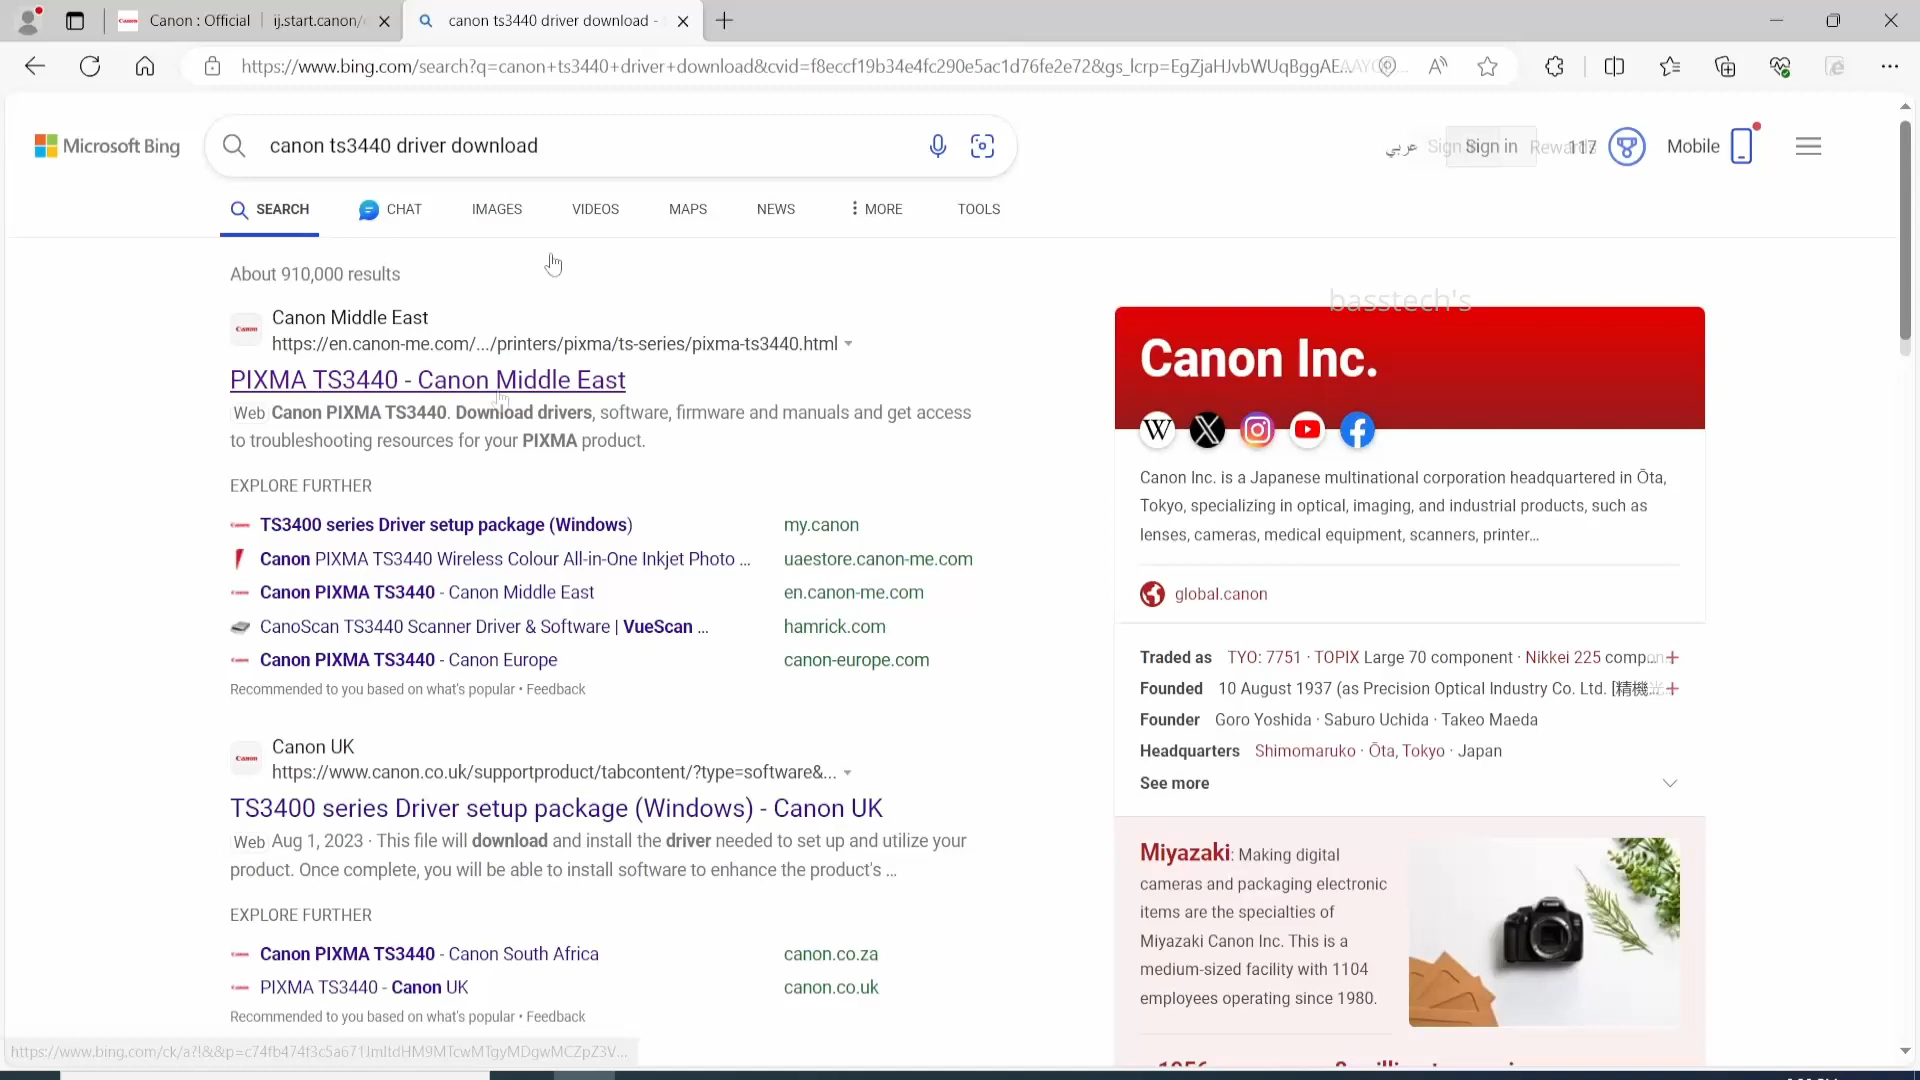 Canon
Canon : Official
ij.start.canon/
canon ts3440 driver download -
https://www.bing.com/search?q=canon+ts3440+driver+download&cvid=f8eccf19b34e4fc290e5ac1d76fe2e72&gs_lcrp=EgZjaHJvbWUqBggAE...
Microsoft Bing
canon ts3440 driver download
عربي
Sign in
Rewards
117
Mobile
SEARCH
CHAT
IMAGES
VIDEOS
MAPS
NEWS
MORE
TOOLS
About 910,000 results
Canon
Canon Middle East
https://en.canon-me.com/.../printers/pixma/ts-series/pixma-ts3440.html
PIXMA TS3440 - Canon Middle East
Web Canon PIXMA TS3440. Download drivers, software, firmware and manuals and get access
to troubleshooting resources for your PIXMA product.
EXPLORE FURTHER
TS3400 series Driver setup package (Windows) my.canon
Canon PIXMA TS3440 Wireless Colour All-in-One Inkjet Photo ... uaestore.canon-me.com
Canon PIXMA TS3440 - Canon Middle East en.canon-me.com
CanoScan TS3440 Scanner Driver & Software | VueScan ... hamrick.com
Canon PIXMA TS3440 - Canon Europe canon-europe.com
Recommended to you based on what's popular • Feedback
Canon
Canon UK
https://www.canon.co.uk/supportproduct/tabcontent/?type=software&...
TS3400 series Driver setup package (Windows) - Canon UK
Web Aug 1, 2023 · This file will download and install the driver needed to set up and utilize your
product. Once complete, you will be able to install software to enhance the product's ...
EXPLORE FURTHER
Canon PIXMA TS3440 - Canon South Africa canon.co.za
PIXMA TS3440 - Canon UK canon.co.uk
Recommended to you based on what's popular • Feedback
basstech's
Canon Inc.
W
Canon Inc. is a Japanese multinational corporation headquartered in Ōta,
Tokyo, specializing in optical, imaging, and industrial products, such as
lenses, cameras, medical equipment, scanners, printer...
global.canon
Traded as TYO: 7751 · TOPIX Large 70 component · Nikkei 225
Founded 10 August 1937 (as Precision Optical Industry Co. Ltd. [精機
Founder Goro Yoshida · Saburo Uchida · Takeo Maeda
Headquarters Shimomaruko · Ōta, Tokyo · Japan
See more
Miyazaki: Making digital
cameras and packaging electronic
items are the specialties of
Miyazaki Canon Inc. This is a
medium-sized facility with 1104
employees operating since 1980.